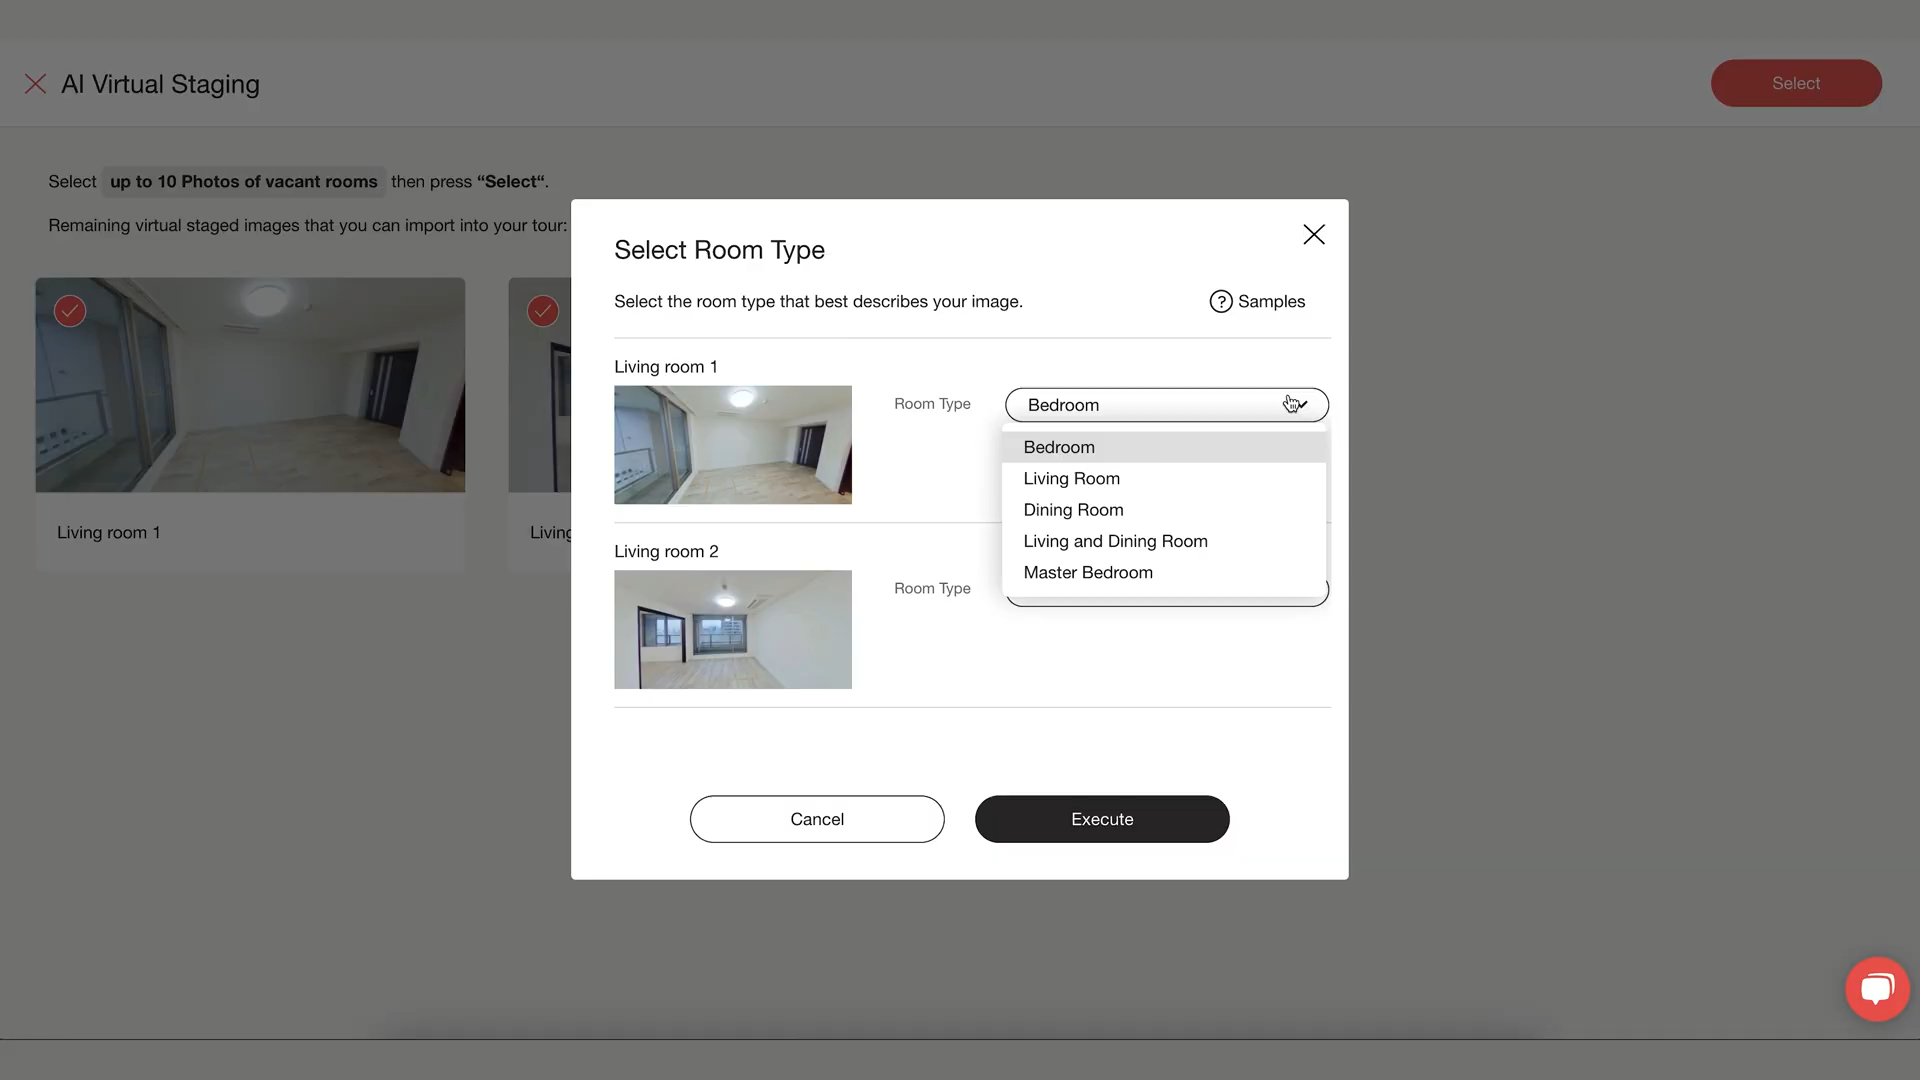 AI Virtual Staging
Select
Select up to 10 Photos of vacant rooms then press “Select“.
Remaining virtual staged images that you can import into your tour:
Living room 1
Select Room Type
Select the room type that best describes your image.
? Samples
Living room 1
Room Type
Bedroom
Bedroom
Living Room
Dining Room
Living and Dining Room
Master Bedroom
Living room 2
Room Type
Cancel
Execute